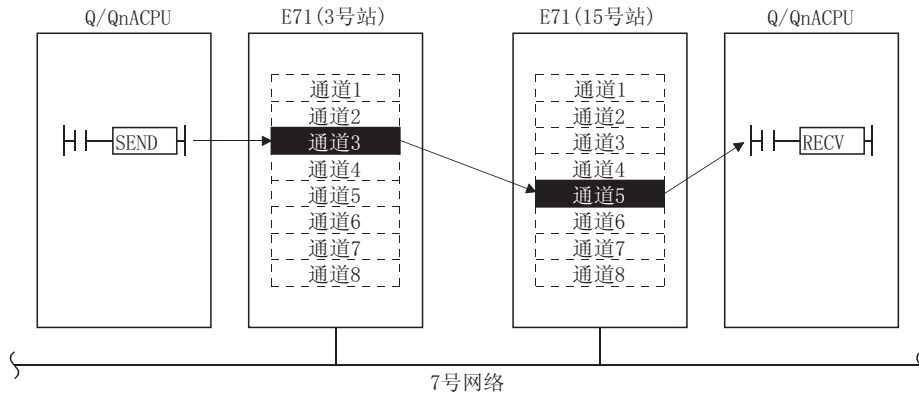 Q/QnACPU
E71(3号站)
E71(15号站)
Q/QnACPU
通道1
通道2
通道3
通道4
通道5
通道6
通道7
通道8
通道1
通道2
通道3
通道4
通道5
通道6
通道7
通道8
SEND
RECV
7号网络